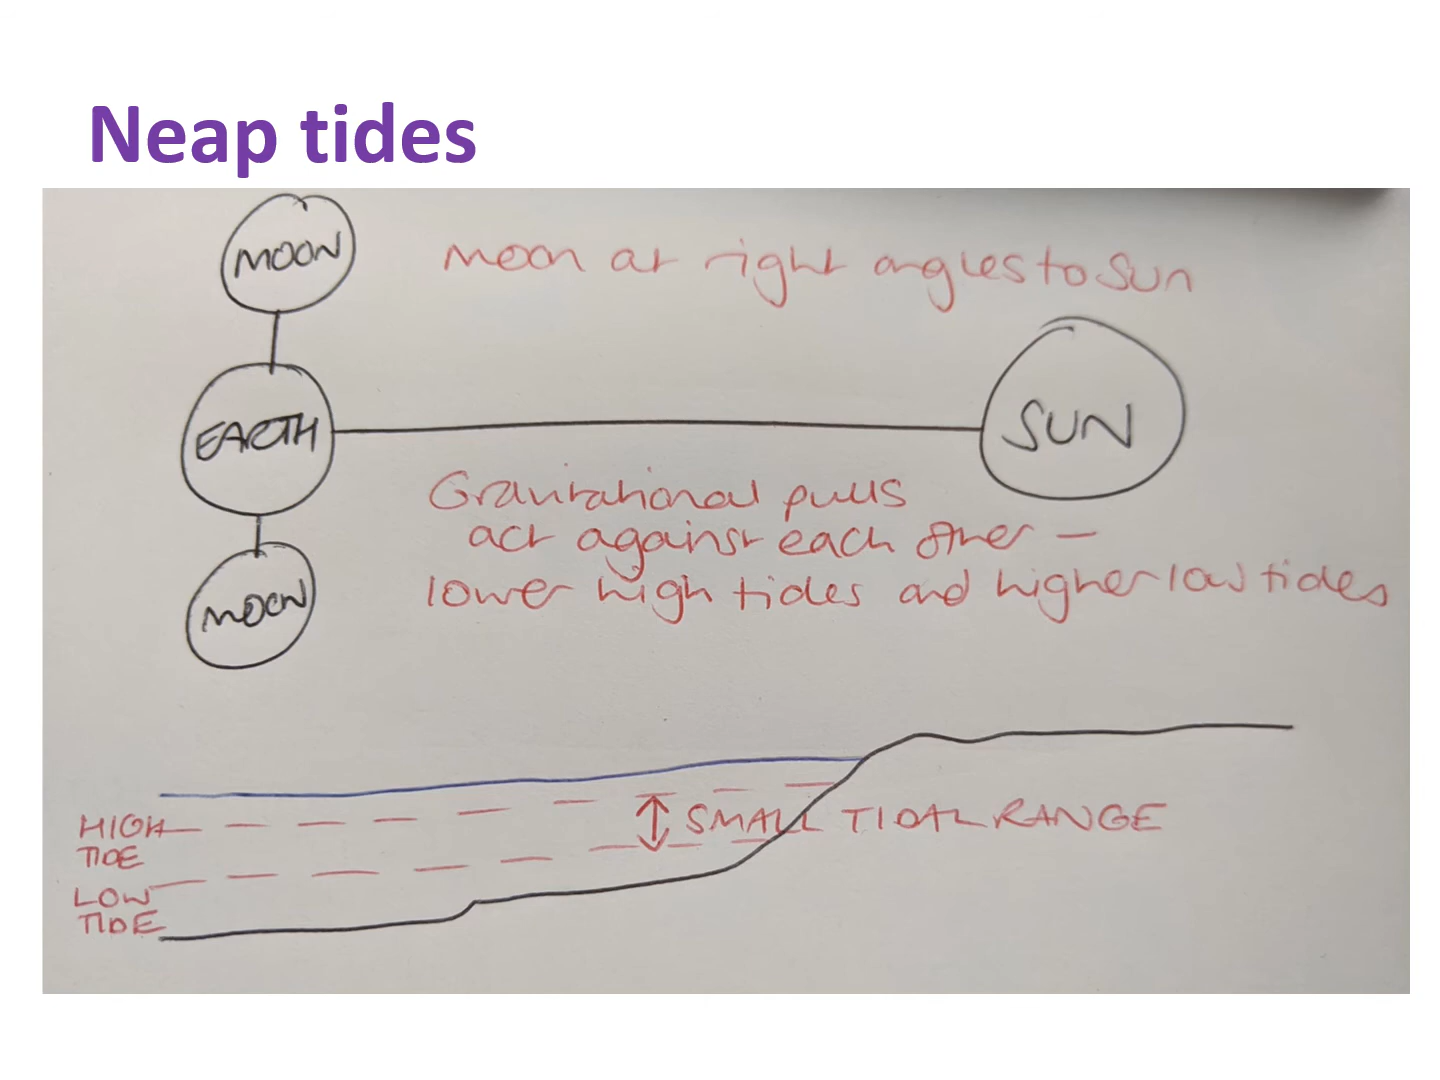 Neap tides
MOON
moon at right angles to Sun
EARTH
SUN
Gravitational pulls
act against each other –
lower high tides and higher low tides
MOON
HIGH
TIDE
SMALL TIDAL RANGE
LOW
TIDE